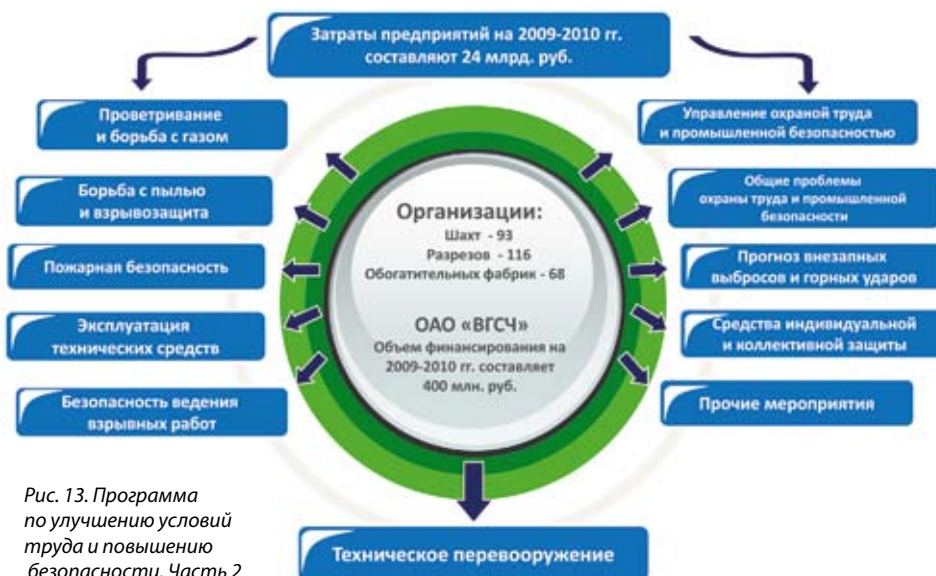 Затраты предприятий на 2009-2010 гг.
составляют 24 млрд. руб.
Проветривание
и борьба с газом
Борьба с пылью
и взрывозащита
Пожарная безопасность
Эксплуатация
технических средств
Безопасность ведения
взрывных работ
Организации:
Шахт - 93
Разрезов - 116
Обогатительных фабрик - 68
ОАО «ВГСЧ»
Объем финансирования на
2009-2010 гг. составляет
400 млн. руб.
Управление охраной труда
и промышленной безопасностью
Общие проблемы
охраны труда и промышленной
безопасности
Прогноз внезапных
выбросов и горных ударов
Средства индивидуальной
и коллективной защиты
Прочие мероприятия
Техническое перевооружение
Рис. 13. Программа
по улучшению условий
труда и повышению
безопасности. Часть 2